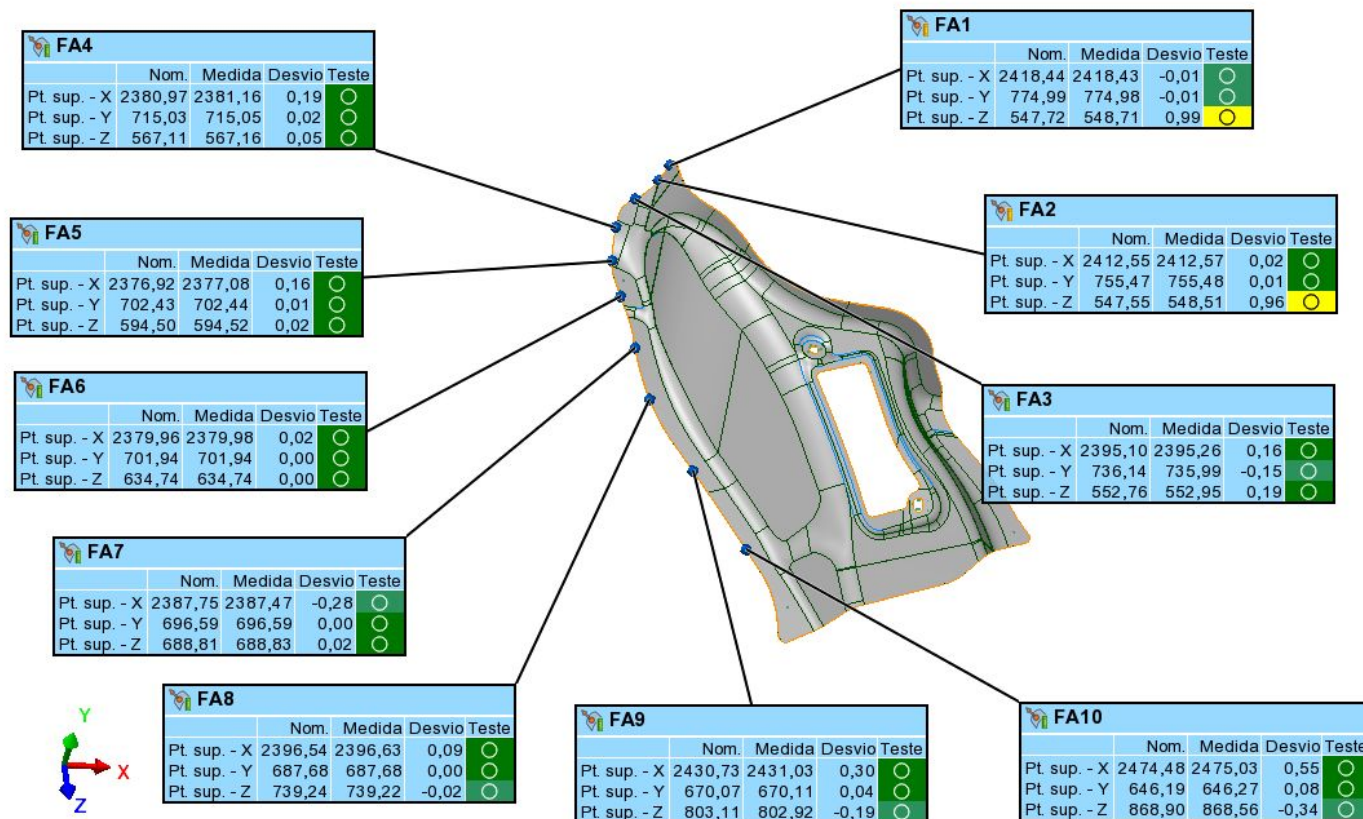 FA4
Nom. Medida Desvio Teste
Pt. sup. - X 2380,97 2381,16 0,19
Pt. sup. - Y 715,03 715,05 0,02
Pt. sup. - Z 567,11 567,16 0,05
FA1
Nom. Medida Desvio Teste
Pt. sup. - X 2418,44 2418,43 -0,01
Pt. sup. - Y 774,99 774,98 -0,01
Pt. sup. - Z 547,72 548,71 0,99
FA5
Nom. Medida Desvio Teste
Pt. sup. - X 2376,92 2377,08 0,16
Pt. sup. - Y 702,43 702,44 0,01
Pt. sup. - Z 594,50 594,52 0,02
FA2
Nom. Medida Desvio Teste
Pt. sup. - X 2412,55 2412,57 0,02
Pt. sup. - Y 755,47 755,48 0,01
Pt. sup. - Z 547,55 548,51 0,96
FA6
Nom. Medida Desvio Teste
Pt. sup. - X 2379,96 2379,98 0,02
Pt. sup. - Y 701,94 701,94 0,00
Pt. sup. - Z 634,74 634,74 0,00
FA3
Nom. Medida Desvio Teste
Pt. sup. - X 2395,10 2395,26 0,16
Pt. sup. - Y 736,14 735,99 -0,15
Pt. sup. - Z 552,76 552,95 0,19
FA7
Nom. Medida Desvio Teste
Pt. sup. - X 2387,75 2387,47 -0,28
Pt. sup. - Y 696,59 696,59 0,00
Pt. sup. - Z 688,81 688,83 0,02
FA8
Nom. Medida Desvio Teste
Pt. sup. - X 2396,54 2396,63 0,09
Pt. sup. - Y 687,68 687,68 0,00
Pt. sup. - Z 739,24 739,22 -0,02
FA9
Nom. Medida Desvio Teste
Pt. sup. - X 2430,73 2431,03 0,30
Pt. sup. - Y 670,07 670,11 0,04
Pt. sup. - Z 803,11 802,92 -0,19
FA10
Nom. Medida Desvio Teste
Pt. sup. - X 2474,48 2475,03 0,55
Pt. sup. - Y 646,19 646,27 0,08
Pt. sup. - Z 868,90 868,56 -0,34
Y
X
Z